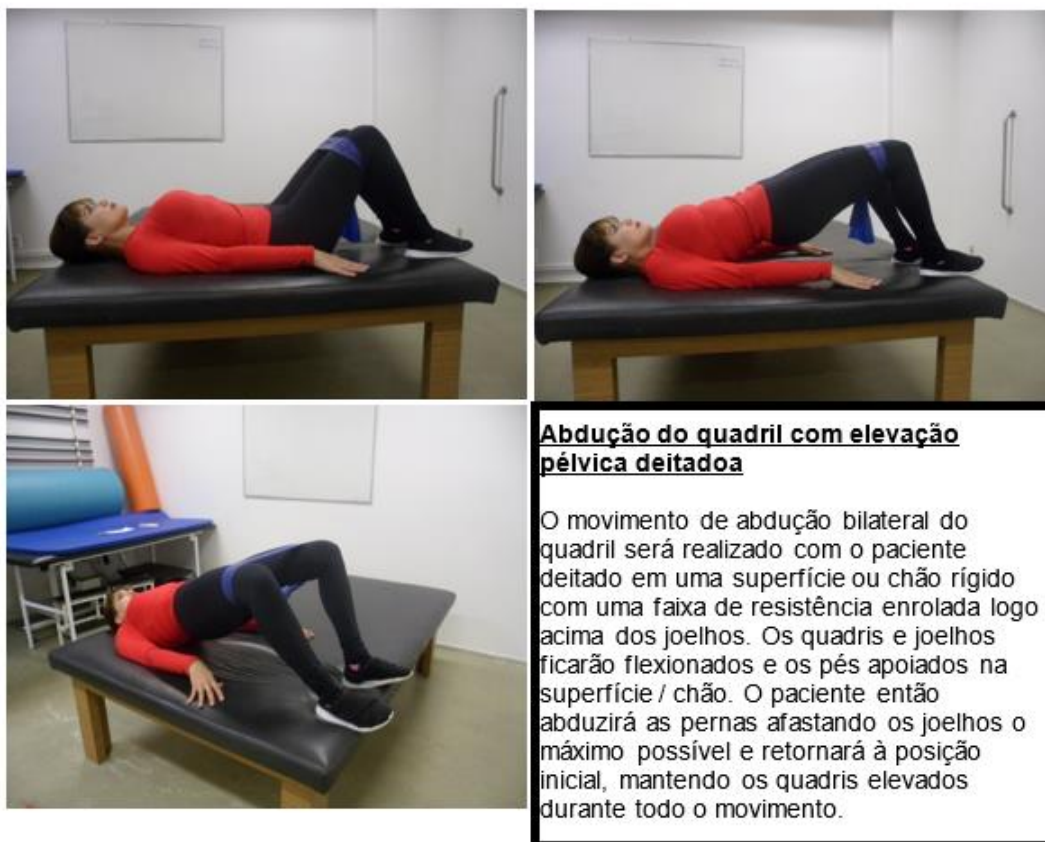 Abdução do quadril com elevação
pélvica deitadoa
O movimento de abdução bilateral do
quadril será realizado com o paciente
deitado em uma superfície ou chão rígido
com uma faixa de resistência enrolada logo
acima dos joelhos. Os quadris e joelhos
ficarão flexionados e os pés apoiados na
superfície / chão. O paciente então
abduzirá as pernas afastando os joelhos o
máximo possível e retornará à posição
inicial, mantendo os quadris elevados
durante todo o movimento.